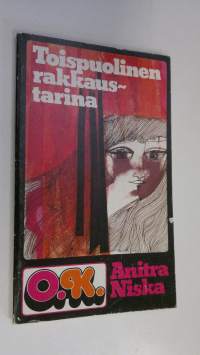 Toispuolinen
rakkaus~
tarina
O.K.
Anitra
Niska